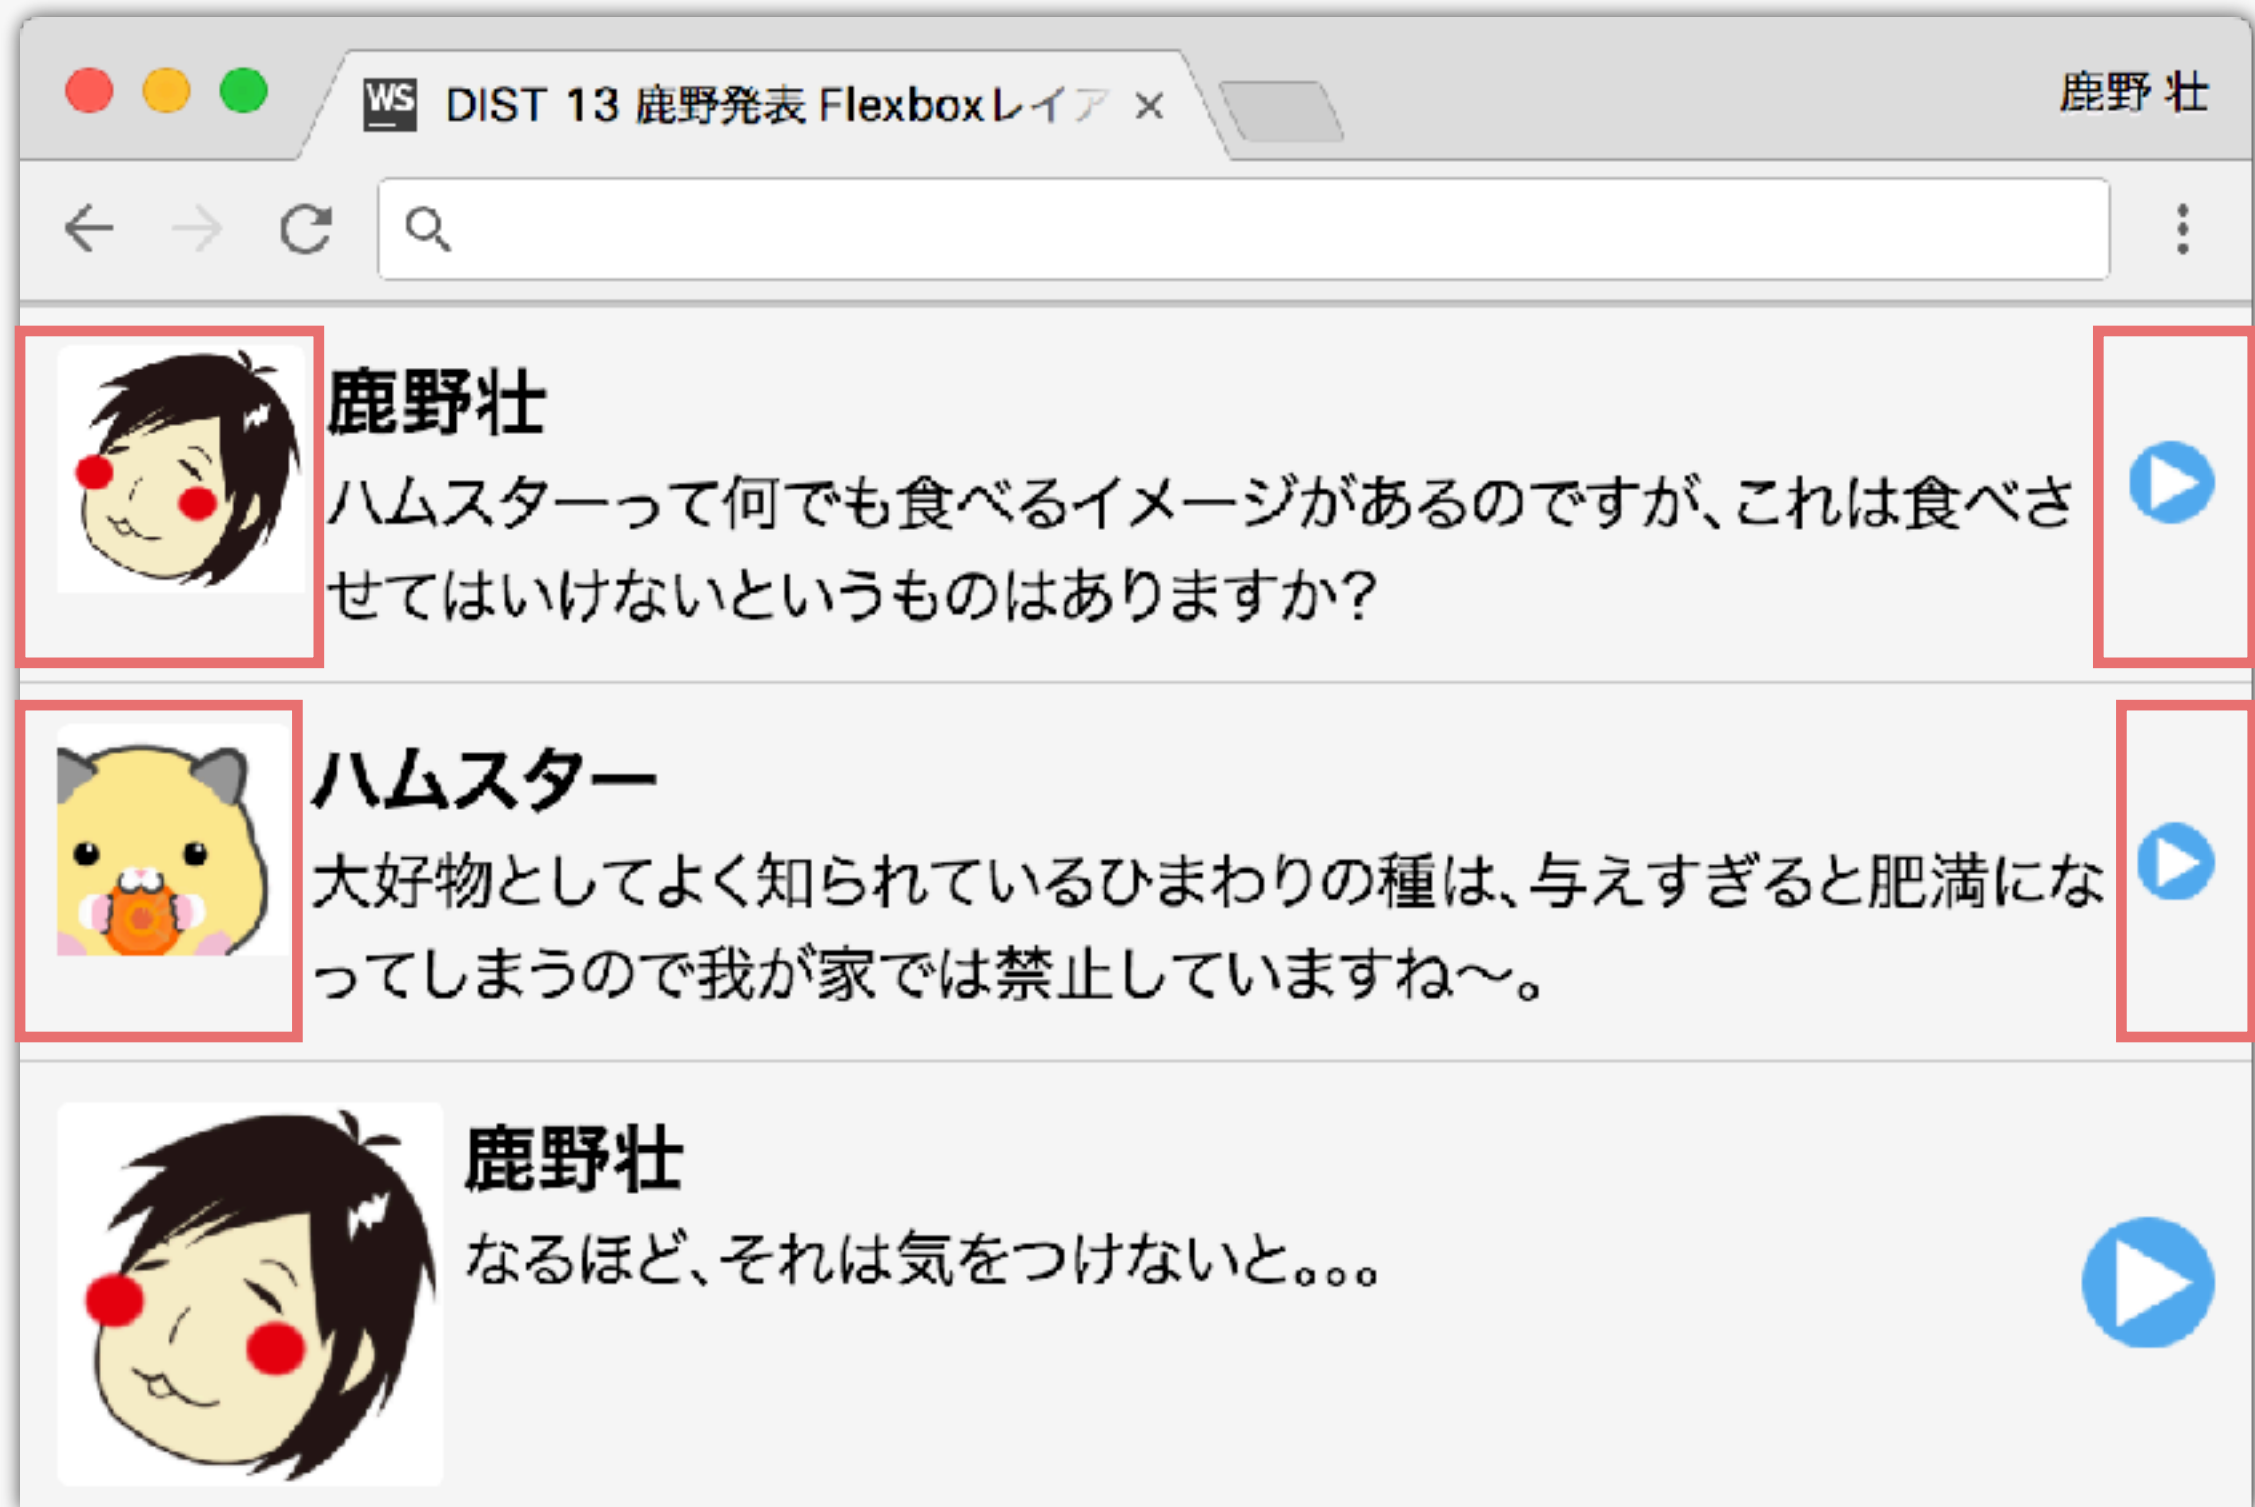 WS
DIST 13 鹿野発表 Flexboxレイア
鹿野 壮
鹿野壮
ハムスターって何でも食べるイメージがあるのですが、これは食べさ
せてはいけないというものはありますか?
ハムスター
大好物としてよく知られているひまわりの種は、与えすぎると肥満にな
ってしまうので我が家では禁止していますね〜。
鹿野壮
なるほど、それは気をつけないと。。。